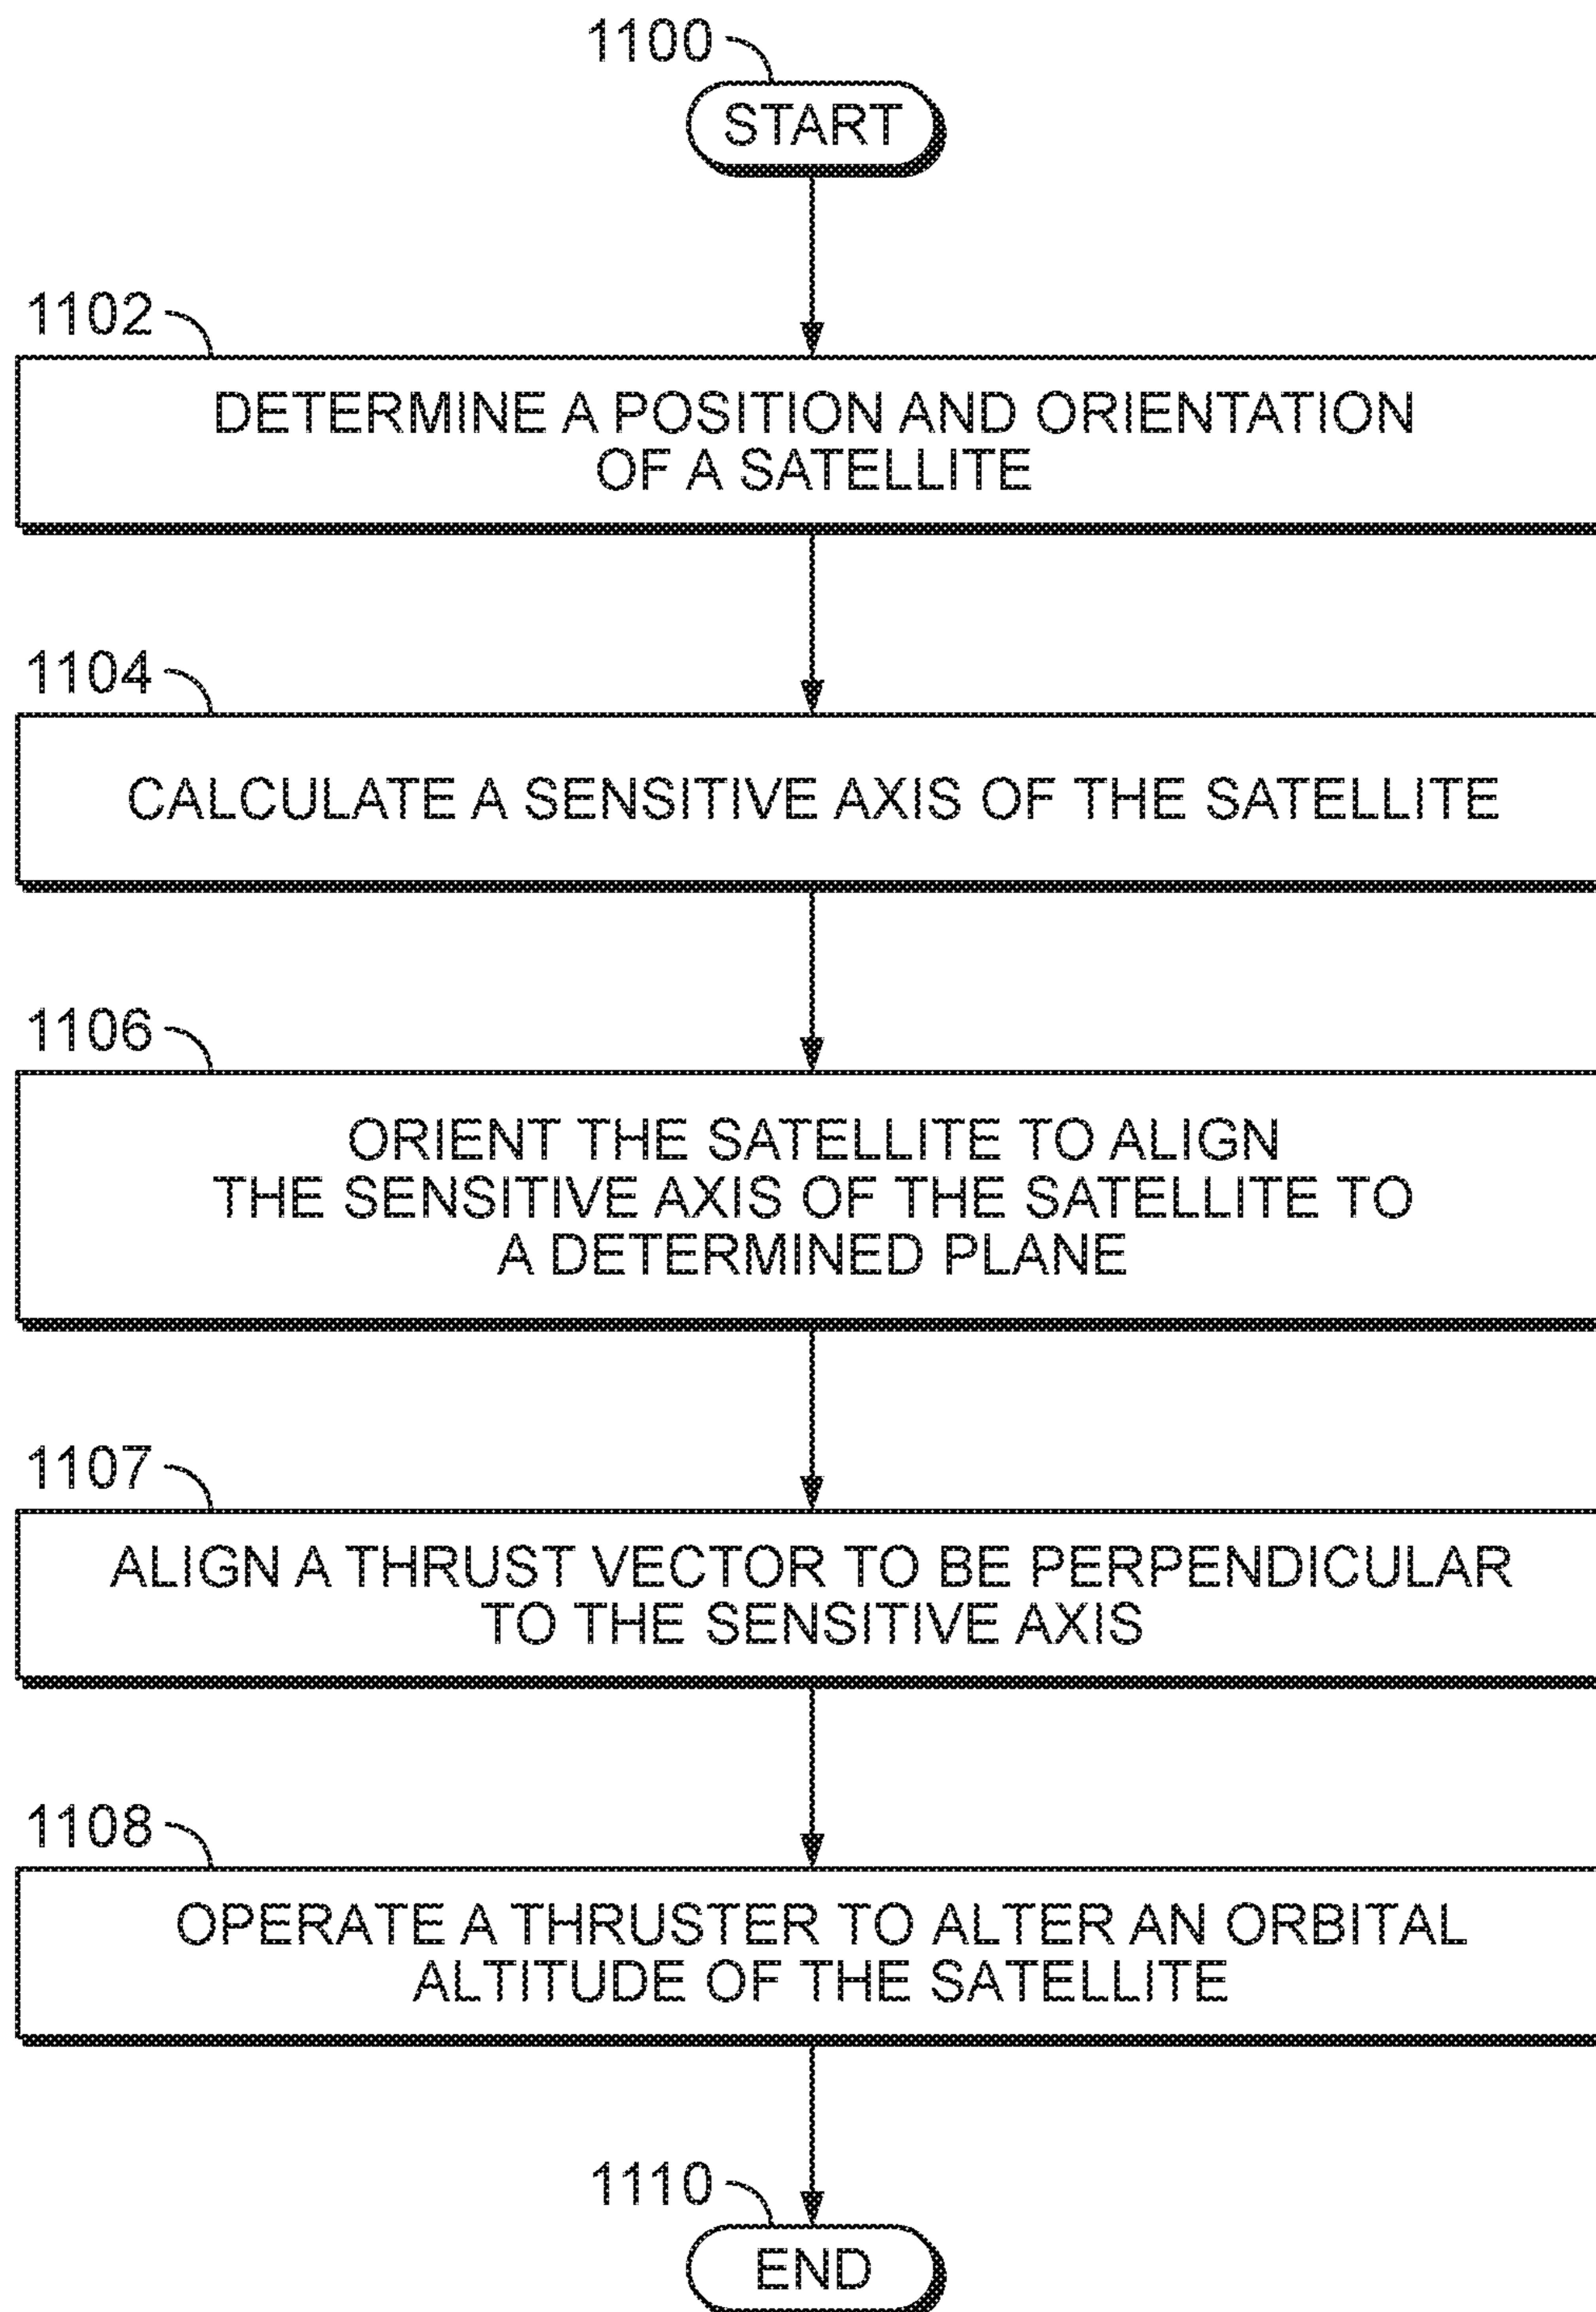 1100
START
1102
DETERMINE A POSITION AND ORIENTATION
OF A SATELLITE
1104
CALCULATE A SENSITIVE AXIS OF THE SATELLITE
1106
ORIENT THE SATELLITE TO ALIGN
THE SENSITIVE AXIS OF THE SATELLITE TO
A DETERMINED PLANE
1107
ALIGN A THRUST VECTOR TO BE PERPENDICULAR
TO THE SENSITIVE AXIS
1108
OPERATE A THRUSTER TO ALTER AN ORBITAL
ALTITUDE OF THE SATELLITE
1110
END